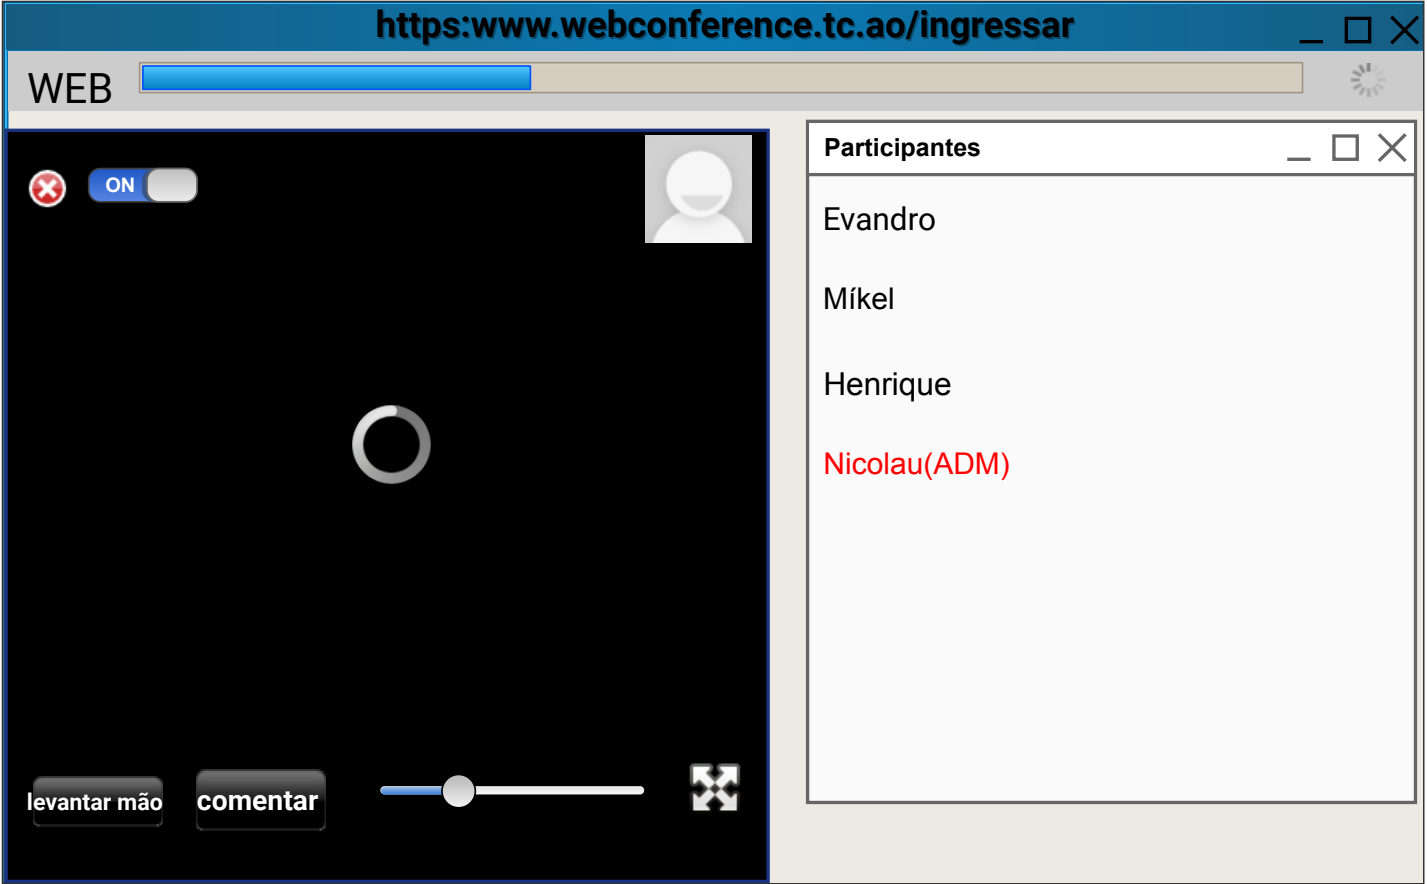 https:www.webconference.tc.ao/ingressar
WEB
ON
Participantes
Evandro
Míkel
Henrique
Nicolau(ADM)
levantar mão
comentar